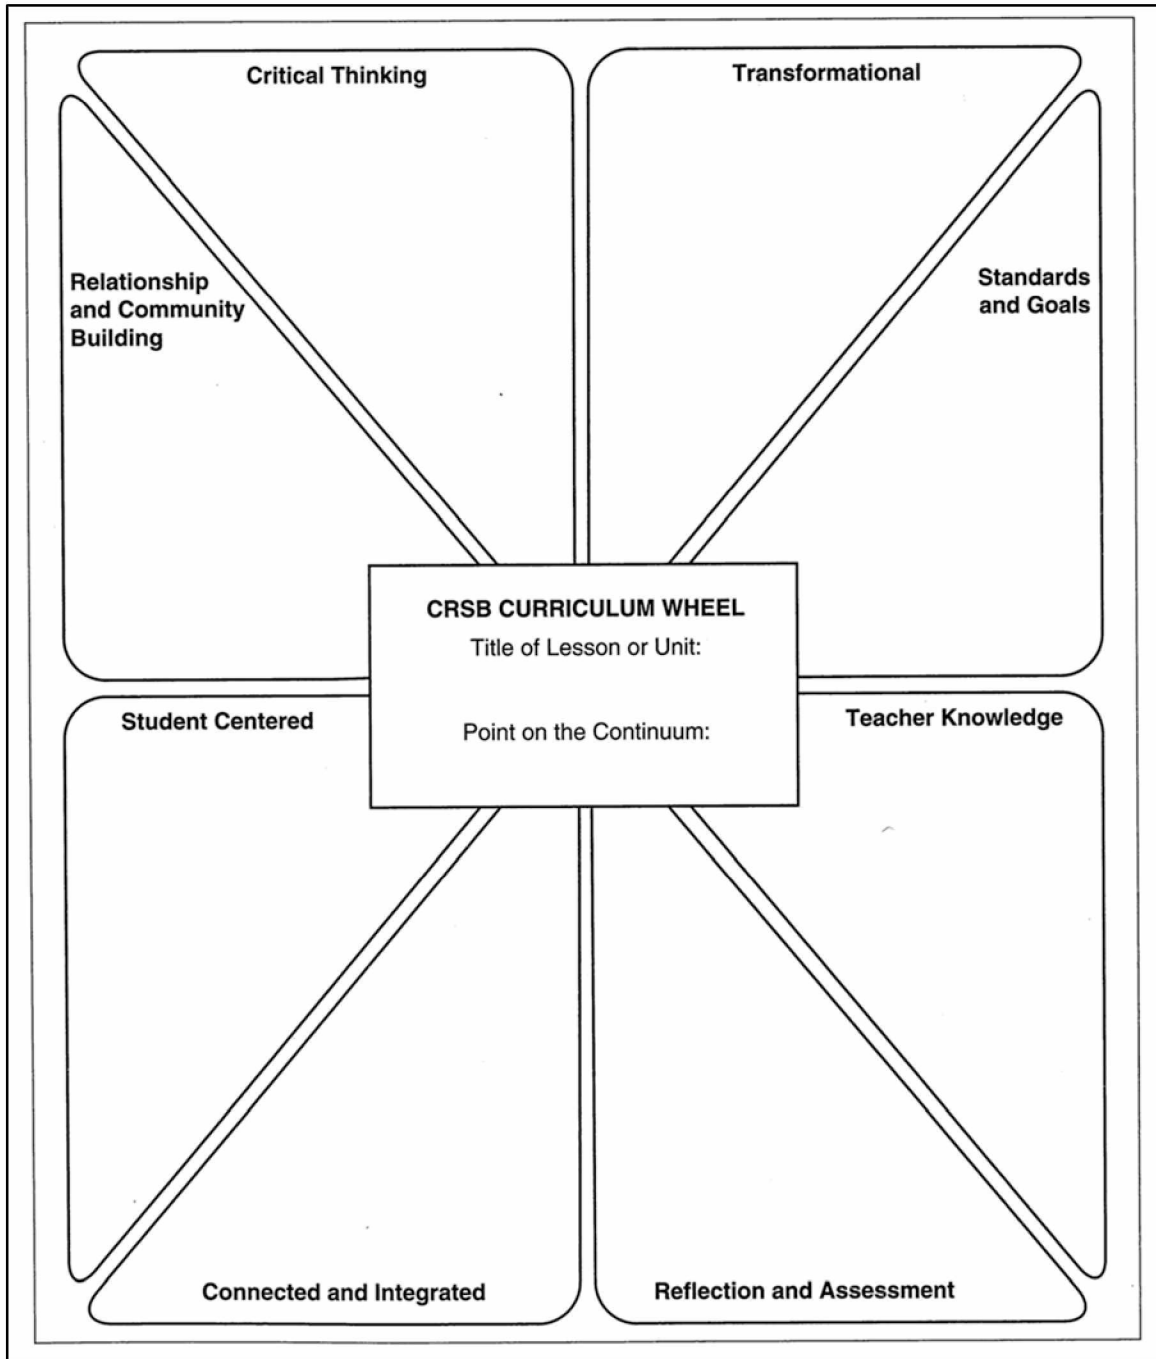 Critical Thinking
Transformational
Relationship
and Community
Building
Standards
and Goals
CRSB CURRICULUM WHEEL
Title of Lesson or Unit:
Point on the Continuum:
Student Centered
Teacher Knowledge
Connected and Integrated
Reflection and Assessment